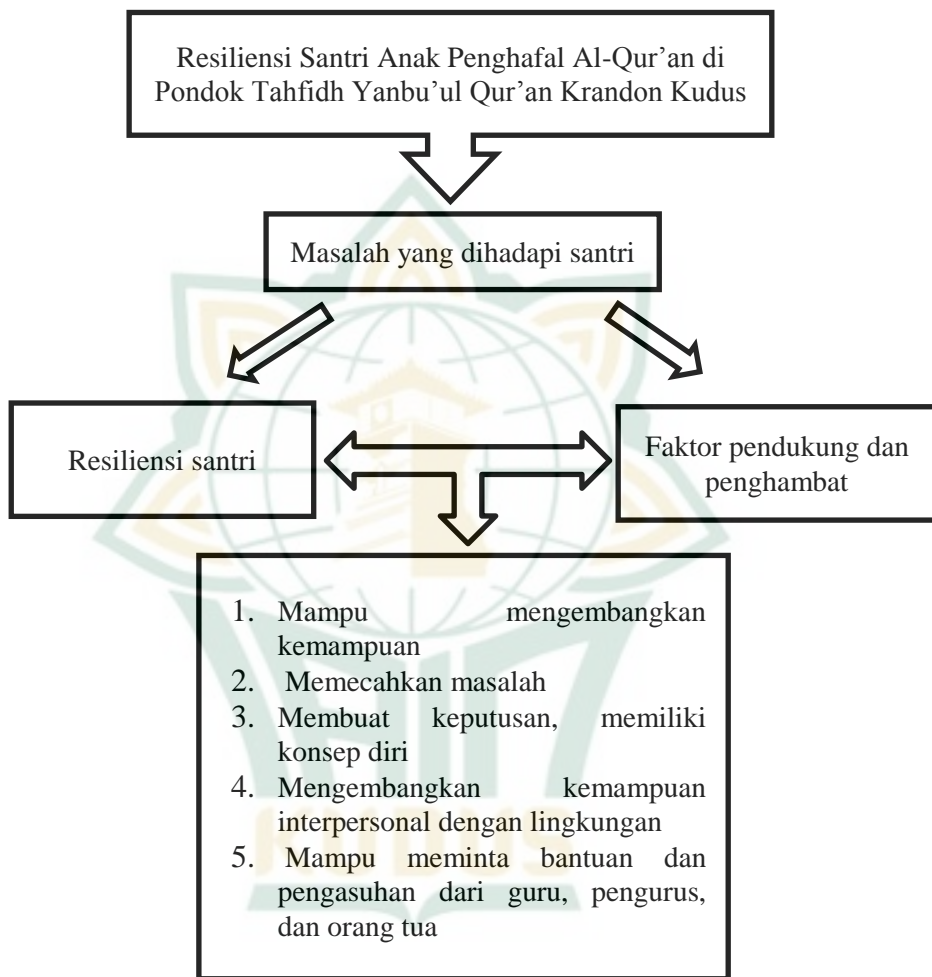 Resiliensi Santri Anak Penghafal Al-Qur’an di
Pondok Tahfidh Yanbu’ul Qur’an Krandon Kudus
Masalah yang dihadapi santri
Resiliensi santri
Faktor pendukung dan
penghambat
1. Mampu mengembangkan
kemampuan
2. Memecahkan masalah
3. Membuat keputusan, memiliki
konsep diri
4. Mengembangkan kemampuan
interpersonal dengan lingkungan
5. Mampu meminta bantuan dan
pengasuhan dari guru, pengurus,
dan orang tua
IAIN
KUDUS